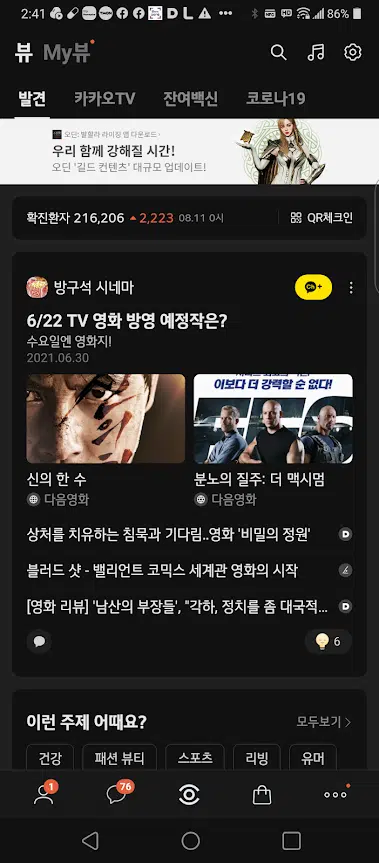 2:41
86%
뷰 My뷰
발견 카카오TV 잔여백신 코로나19
오딘: 발할라 라이징 앱 다운로드 ·
우리 함께 강해질 시간!
오딘 '길드 컨텐츠' 대규모 업데이트!
확진환자 216,206 ▲ 2,223 08.11 0시 QR체크인
방구석 시네마 Ch+
6/22 TV 영화 방영 예정작은?
수요일엔 영화지!
2021.06.30
이보다 더 강력할 순 없다!
신의 한 수 분노의 질주: 더 맥시멈
다음영화 다음영화
상처를 치유하는 침묵과 기다림..영화 '비밀의 정원'
블러드 샷 - 밸리언트 코믹스 세계관 영화의 시작
[영화 리뷰] '남산의 부장들', "각하, 정치를 좀 대국적...
6
이런 주제 어때요? 모두보기 >
건강 패션 뷰티 스포츠 리빙 유머
1 76